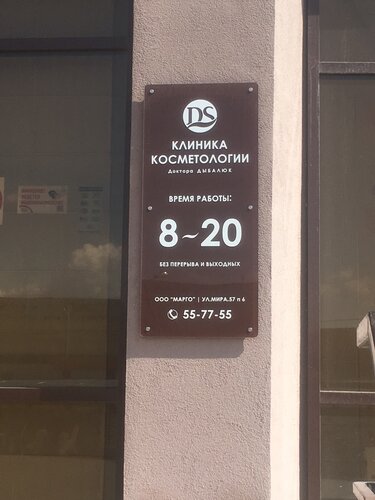 DS
КЛИНИКА
КОСМЕТОЛОГИИ
Доктора ДЫБАЛЮК
ВРЕМЯ РАБОТЫ:
8~20
БЕЗ ПЕРЕРЫВА И ВЫХОДНЫХ
ООО "МАРГО" | УЛ.МИРА.57 п 6
55-77-55